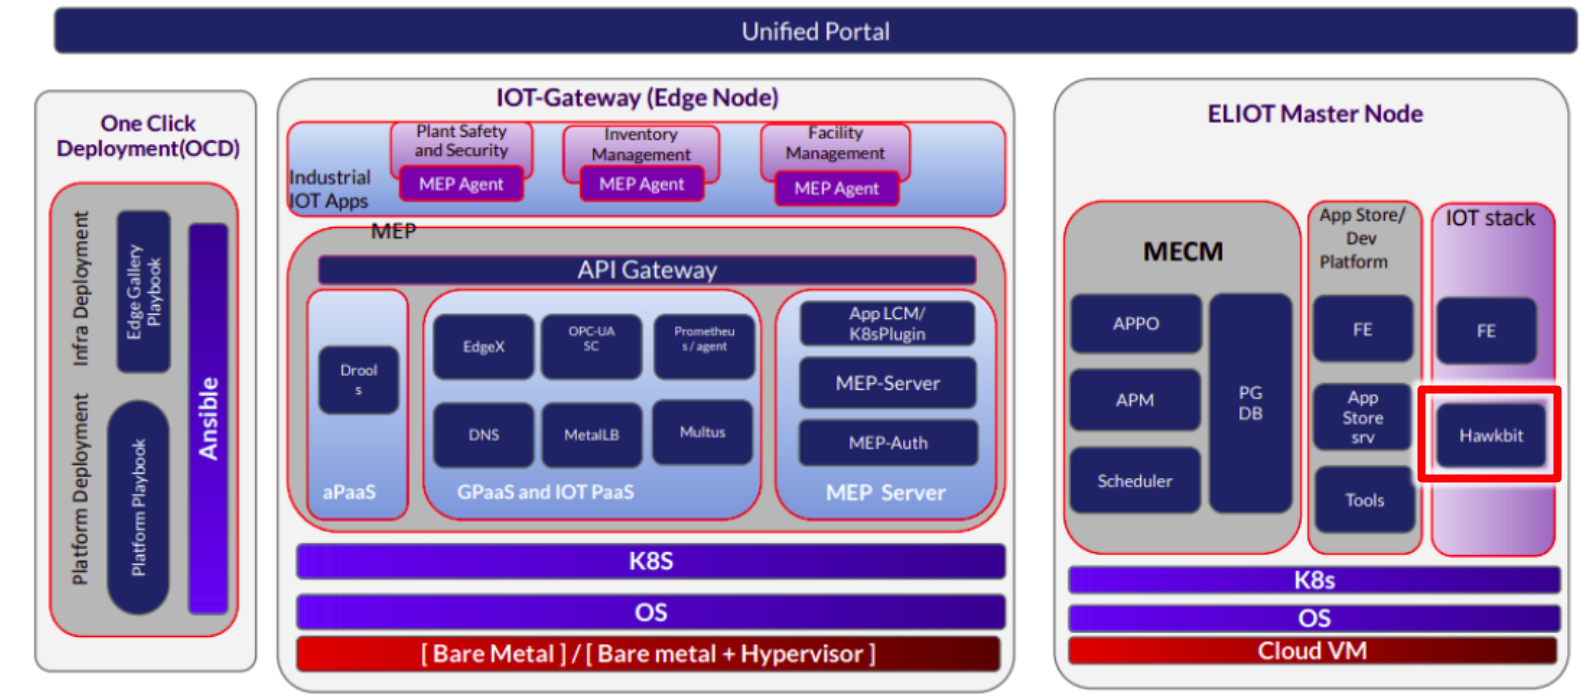 Unified Portal
One Click
Deployment(OCD)
Infra Deployment
Edge Gallery
Playbook
Platform Deployment
Platform Playbook
Ansible
IOT-Gateway (Edge Node)
Industrial
IOT Apps
Plant Safety
and Security
MEP Agent
Inventory
Management
MEP Agent
Facility
Management
MEP Agent
MEP
API Gateway
Drool
s
aPaaS
EdgeX
OPC-UA
SC
Prometheu
s / agent
DNS
MetalLB
Multus
GPaaS and IOT PaaS
App LCM/
K8sPlugin
MEP-Server
MEP-Auth
MEP Server
K8S
OS
[ Bare Metal ] / [ Bare metal + Hypervisor ]
ELIOT Master Node
MECM
APPO
APM
Scheduler
PG
DB
App Store/
Dev
Platform
FE
App
Store
srv
Tools
IOT stack
FE
Hawkbit
K8s
OS
Cloud VM